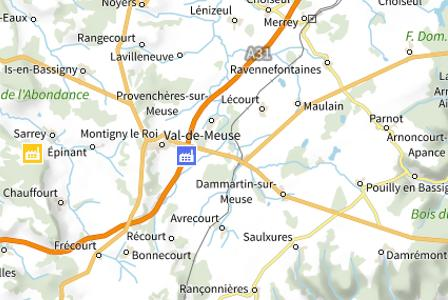 Noyers
Lénizeul
Choiseul
Choiseul
-Eaux
Merrey
Rangecourt
A31
F. Dom.
Lavilleneuve
Ravennefontaines
Is-en-Bassigny
de l'Abondance
Provenchères-sur-
Meuse
Lécourt
Maulain
Parnot
Sarrey
Montigny le Roi
Val-de-Meuse
Arnoncourt-
Apance
Épinant
Dammartin-sur-
Meuse
Pouilly en Bassig
Chauffourt
Avrecourt
Bois d
Récourt
Saulxures
Frécourt
Bonnecourt
Damrémont
lles
Rançonnières